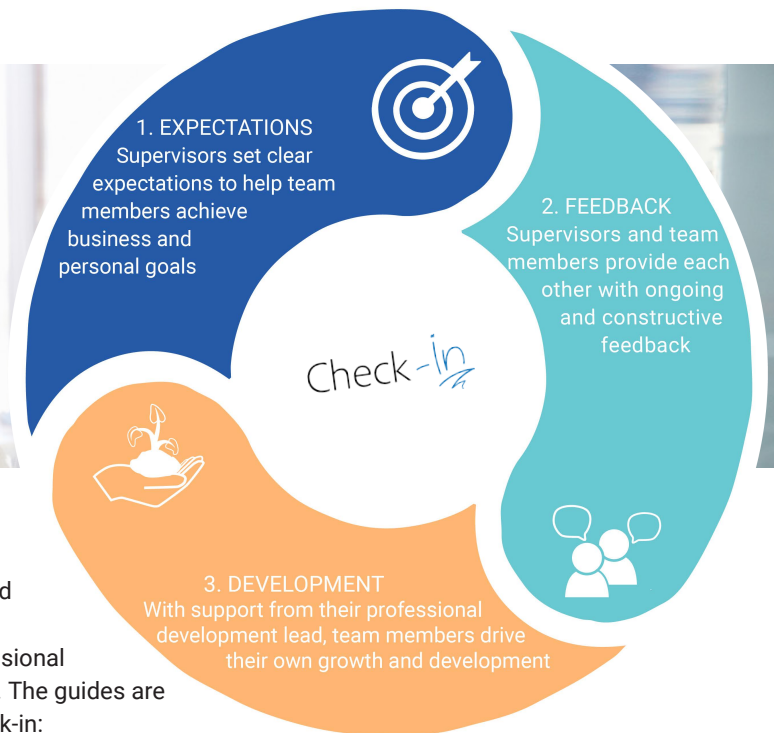 1. EXPECTATIONS
Supervisors set clear
expectations to help team
members achieve
business and
personal goals
2. FEEDBACK
Supervisors and team
members provide each
other with ongoing
and constructive
feedback
Check-in
3. DEVELOPMENT
With support from their professional
development lead, team members drive
their own growth and development
d
sional
. The guides are
k-in: